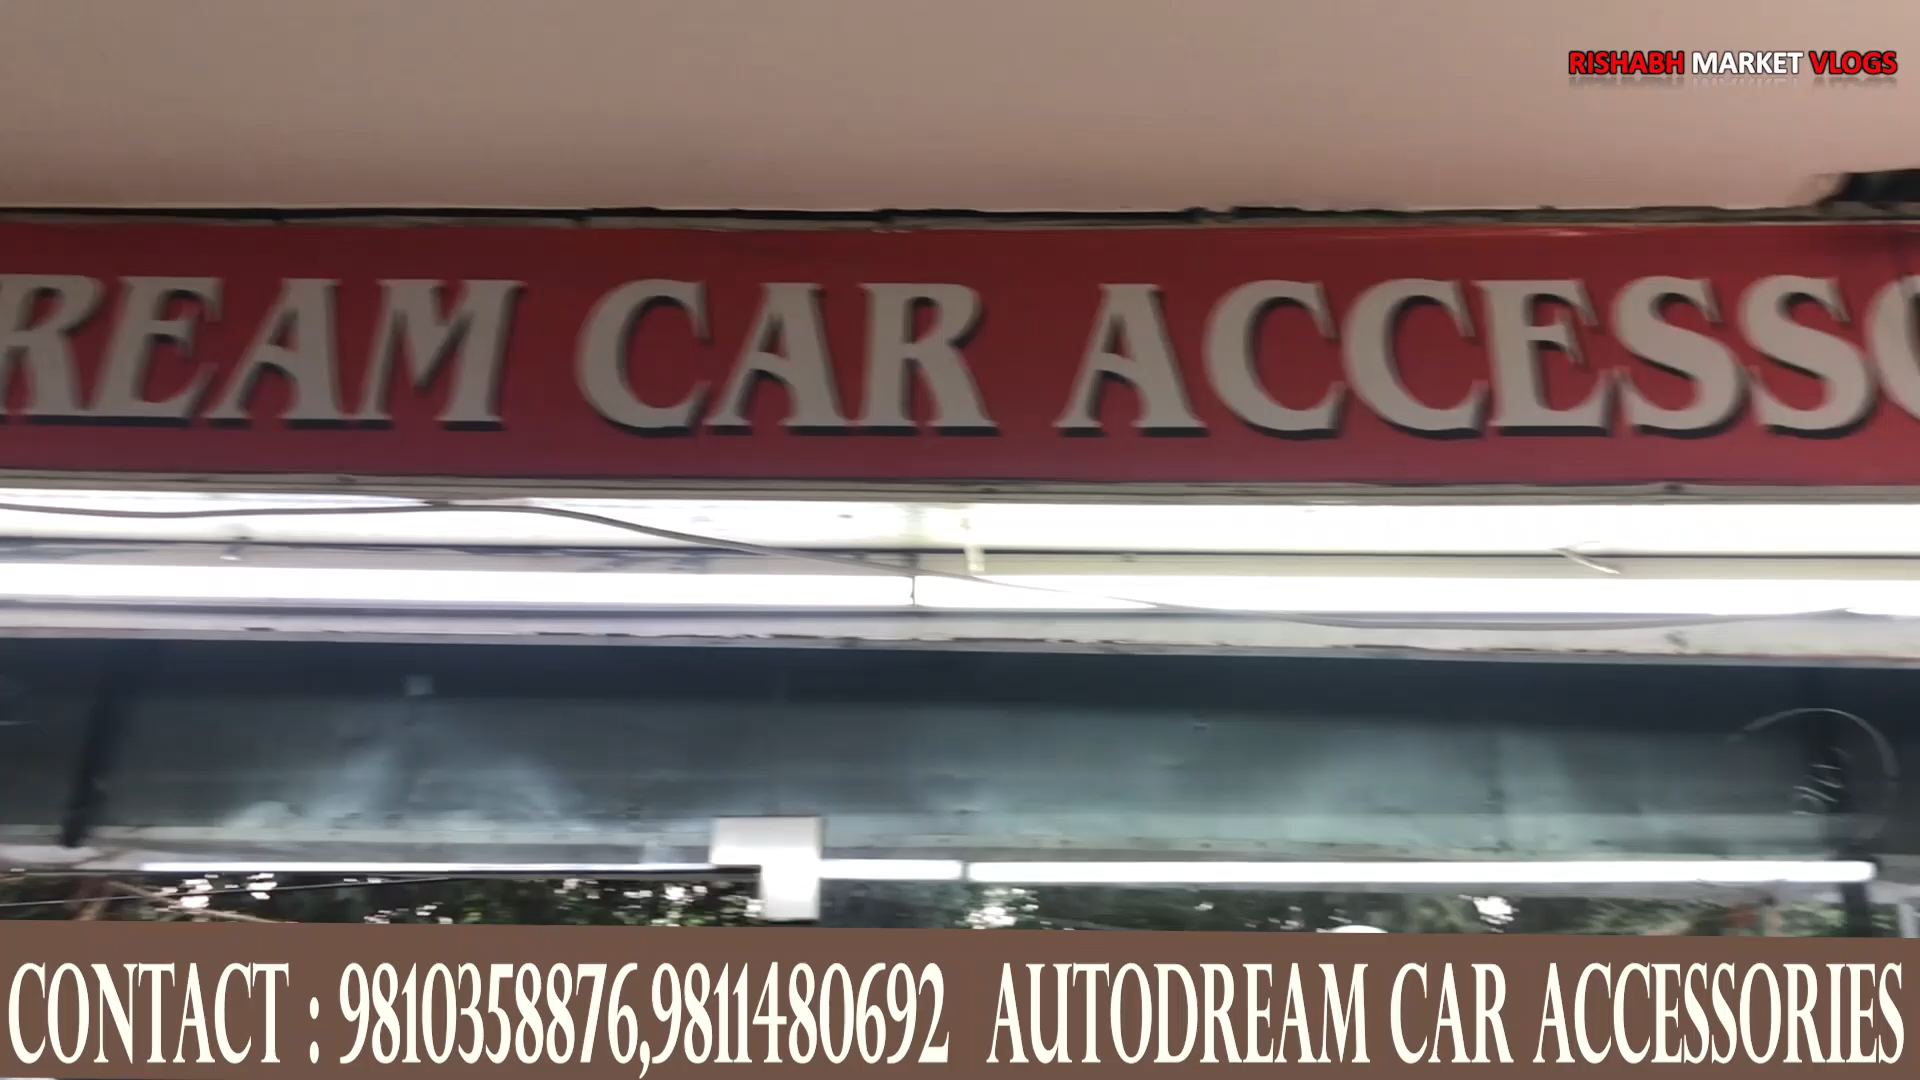 RISHABH MARKET VLOGS
REAM CAR ACCESSO
CONTACT : 9810358876,9811480692 AUTODREAM CAR ACCESSORIES